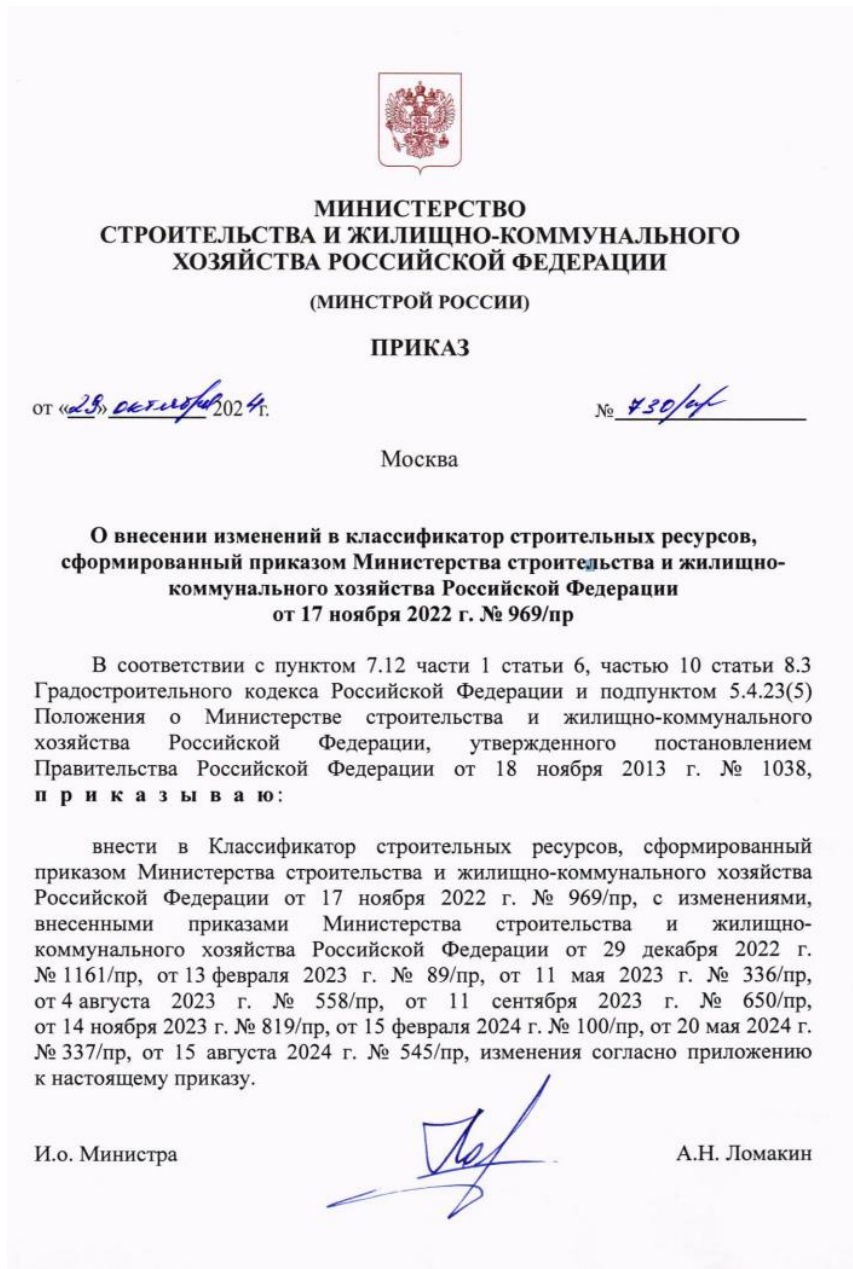 МИНИСТЕРСТВО
СТРОИТЕЛЬСТВА И ЖИЛИЩНО-КОММУНАЛЬНОГО
ХОЗЯЙСТВА РОССИЙСКОЙ ФЕДЕРАЦИИ
(МИНСТРОЙ РОССИИ)
ПРИКАЗ
от «29» октября 2024 г. № 730/пр
Москва
О внесении изменений в классификатор строительных ресурсов,
сформированный приказом Министерства строительства и жилищно-
коммунального хозяйства Российской Федерации
от 17 ноября 2022 г. № 969/пр
В соответствии с пунктом 7.12 части 1 статьи 6, частью 10 статьи 8.3
Градостроительного кодекса Российской Федерации и подпунктом 5.4.23(5)
Положения о Министерстве строительства и жилищно-коммунального
хозяйства Российской Федерации, утвержденного постановлением
Правительства Российской Федерации от 18 ноября 2013 г. № 1038,
п р и к а з ы в а ю:
внести в Классификатор строительных ресурсов, сформированный
приказом Министерства строительства и жилищно-коммунального хозяйства
Российской Федерации от 17 ноября 2022 г. № 969/пр, с изменениями,
внесенными приказами Министерства строительства и жилищно-
коммунального хозяйства Российской Федерации от 29 декабря 2022 г.
№ 1161/пр, от 13 февраля 2023 г. № 89/пр, от 11 мая 2023 г. № 336/пр,
от 4 августа 2023 г. № 558/пр, от 11 сентября 2023 г. № 650/пр,
от 14 ноября 2023 г. № 819/пр, от 15 февраля 2024 г. № 100/пр, от 20 мая 2024 г.
№ 337/пр, от 15 августа 2024 г. № 545/пр, изменения согласно приложению
к настоящему приказу.
И.о. Министра А.Н. Ломакин